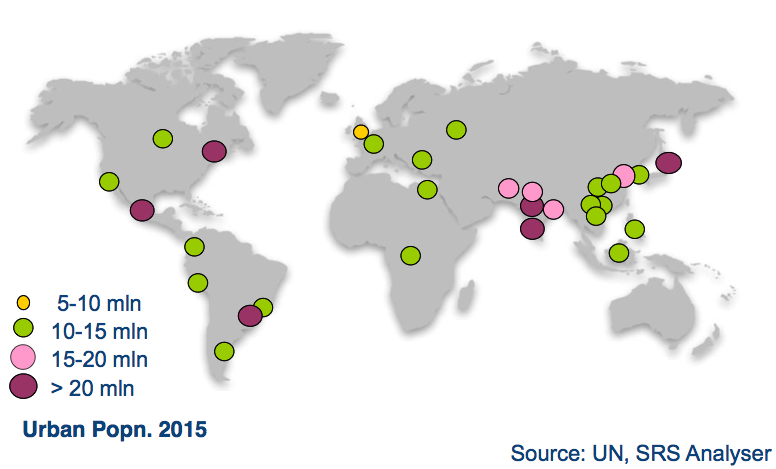 5-10 mln
10-15 mln
15-20 mln
> 20 mln
Urban Popn. 2015
Source: UN, SRS Analyser